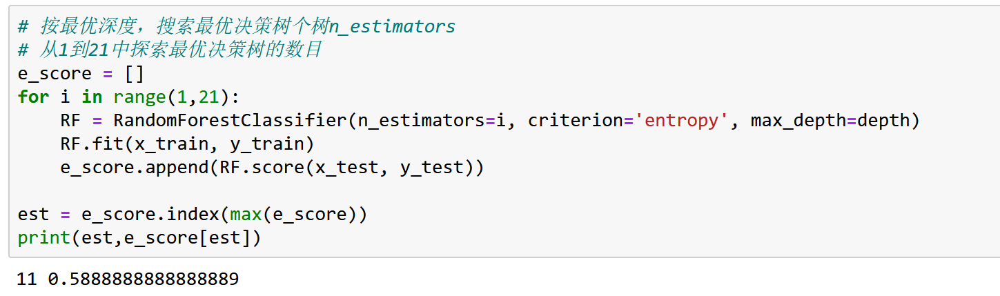 # 按最优深度，搜索最优决策树个树n_estimators
# 从1到21中探索最优决策树的数目
e_score = []
for i in range(1,21):
    RF = RandomForestClassifier(n_estimators=i, criterion='entropy', max_depth=depth)
    RF.fit(x_train, y_train)
    e_score.append(RF.score(x_test, y_test))
est = e_score.index(max(e_score))
print(est,e_score[est])
11 0.5888888888888889